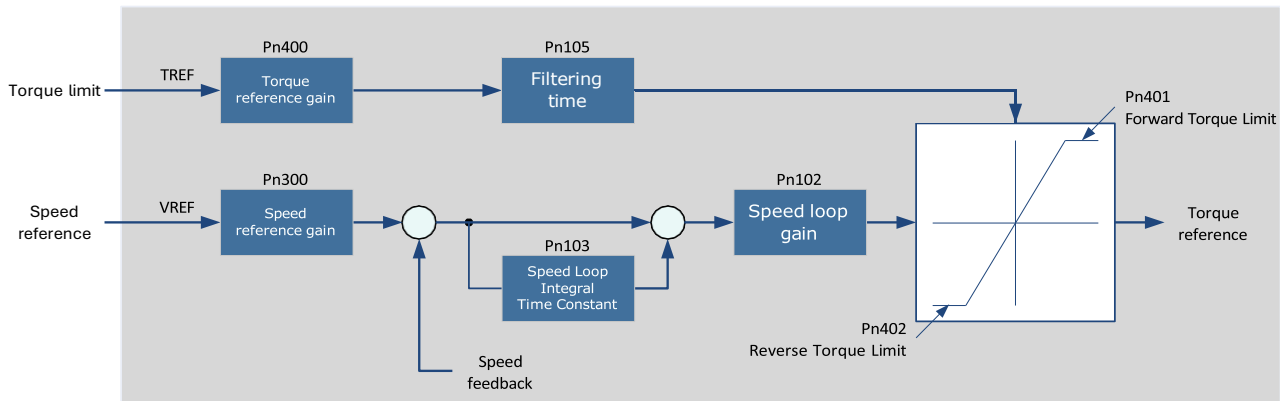 Pn400
Pn105
Torque limit
TREF
Torque
reference gain
Filtering
time
Pn401
Forward Torque Limit
Pn300
Pn102
Speed
reference
VREF
Speed
reference gain
Speed loop
gain
Torque
reference
Pn103
Speed Loop
Integral
Time Constant
Pn402
Reverse Torque Limit
Speed
feedback